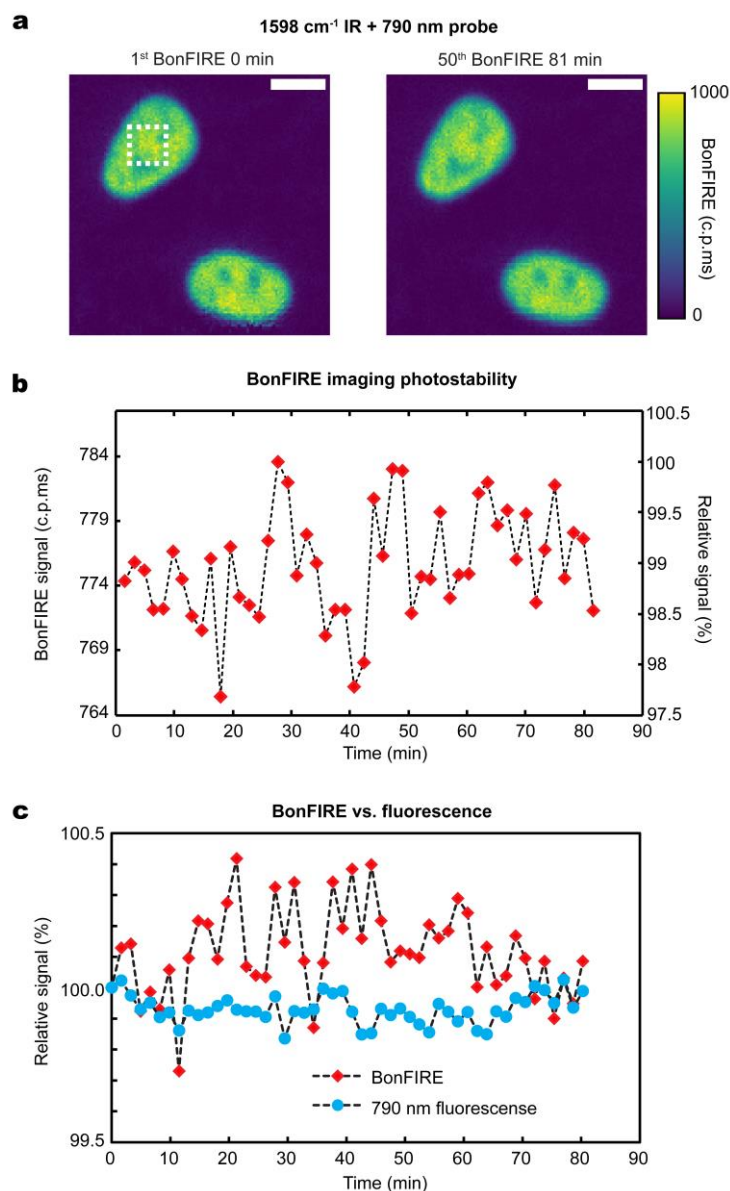 a
1598 cm⁻¹ IR + 790 nm probe
1ˢᵗ BonFIRE 0 min
50ᵗʰ BonFIRE 81 min
1000
BonFIRE (c.p.ms)
0
b
BonFIRE imaging photostability
BonFIRE signal (c.p.ms)
784
779
774
769
764
100.5
100
99.5
99
98.5
98
97.5
Relative signal (%)
0 10 20 30 40 50 60 70 80 90
Time (min)
c
BonFIRE vs. fluorescence
Relative signal (%)
100.5
100.0
99.5
BonFIRE
790 nm fluorescense
0 10 20 30 40 50 60 70 80 90
Time (min)